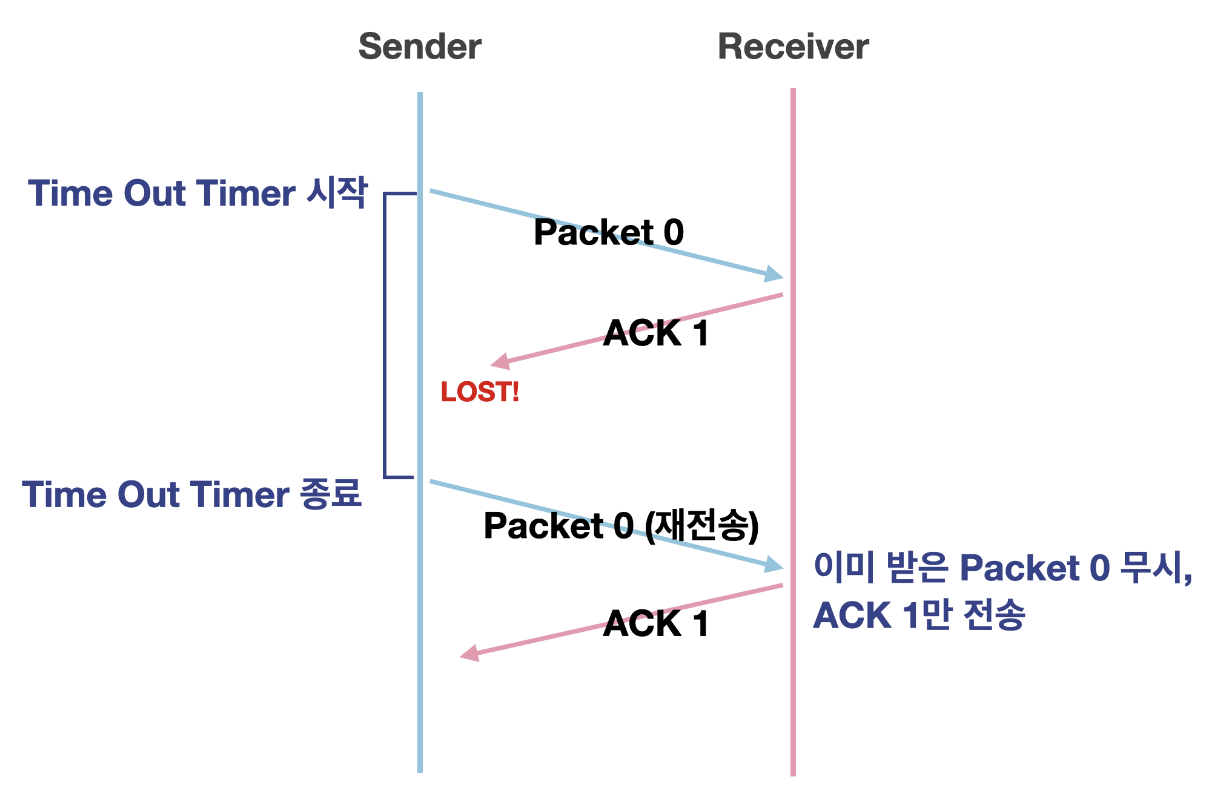 Sender
Receiver
Time Out Timer 시작
Packet 0
ACK 1
LOST!
Time Out Timer 종료
Packet 0 (재전송)
이미 받은 Packet 0 무시,
ACK 1만 전송
ACK 1